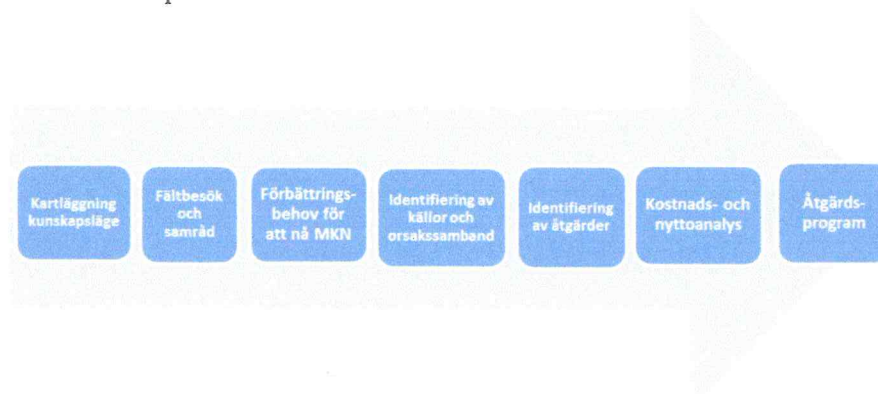 Kartläggning
kunskapsläge
Fältbesök
och
samråd
Förbättrings-
behov för
att nå MKN
Identifiering av
källor och
orsakssamband
Identifiering
av åtgärder
Kostnads- och
nyttoanalys
Åtgärds-
program